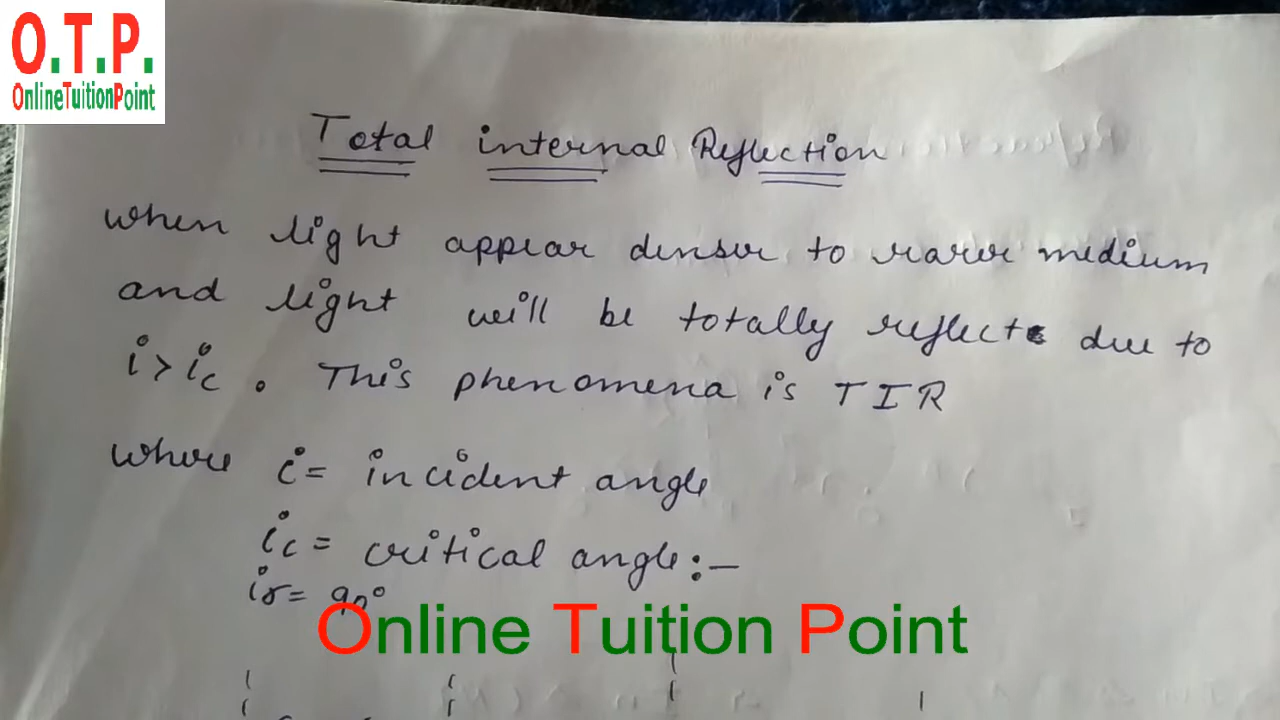 O.T.P.
OnlineTuitionPoint
Total internal Reflection
when light appear denser to rarer medium
and light will be totally reflect due to
i > ic . This phenomena is TIR
where i = incident angle
ic = critical angle :-
ir = 90°
Online Tuition Point